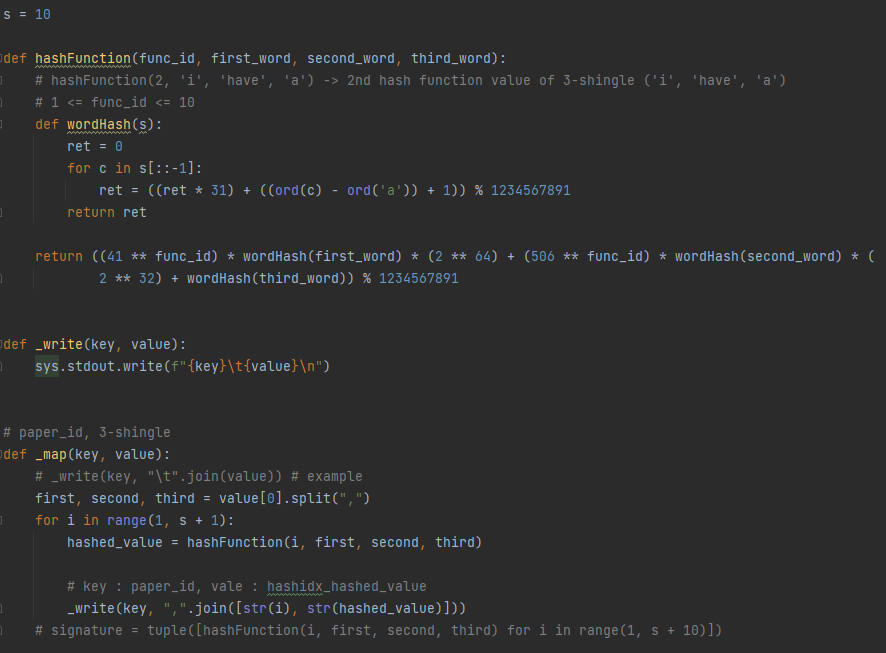 s = 10
def hashFunction(func_id, first_word, second_word, third_word):
    # hashFunction(2, 'i', 'have', 'a') -> 2nd hash function value of 3-shingle ('i', 'have', 'a')
    # 1 <= func_id <= 10
    def wordHash(s):
        ret = 0
        for c in s[::-1]:
            ret = ((ret * 31) + ((ord(c) - ord('a')) + 1)) % 1234567891
        return ret
    return ((41 ** func_id) * wordHash(first_word) * (2 ** 64) + (506 ** func_id) * wordHash(second_word) * (
            2 ** 32) + wordHash(third_word)) % 1234567891
def _write(key, value):
    sys.stdout.write(f"{key}\t{value}\n")
# paper_id, 3-shingle
def _map(key, value):
    # _write(key, "\t".join(value)) # example
    first, second, third = value[0].split(",")
    for i in range(1, s + 1):
        hashed_value = hashFunction(i, first, second, third)
        # key : paper_id, vale : hashidx_hashed_value
        _write(key, ",".join([str(i), str(hashed_value)]))
    # signature = tuple([hashFunction(i, first, second, third) for i in range(1, s + 10)])